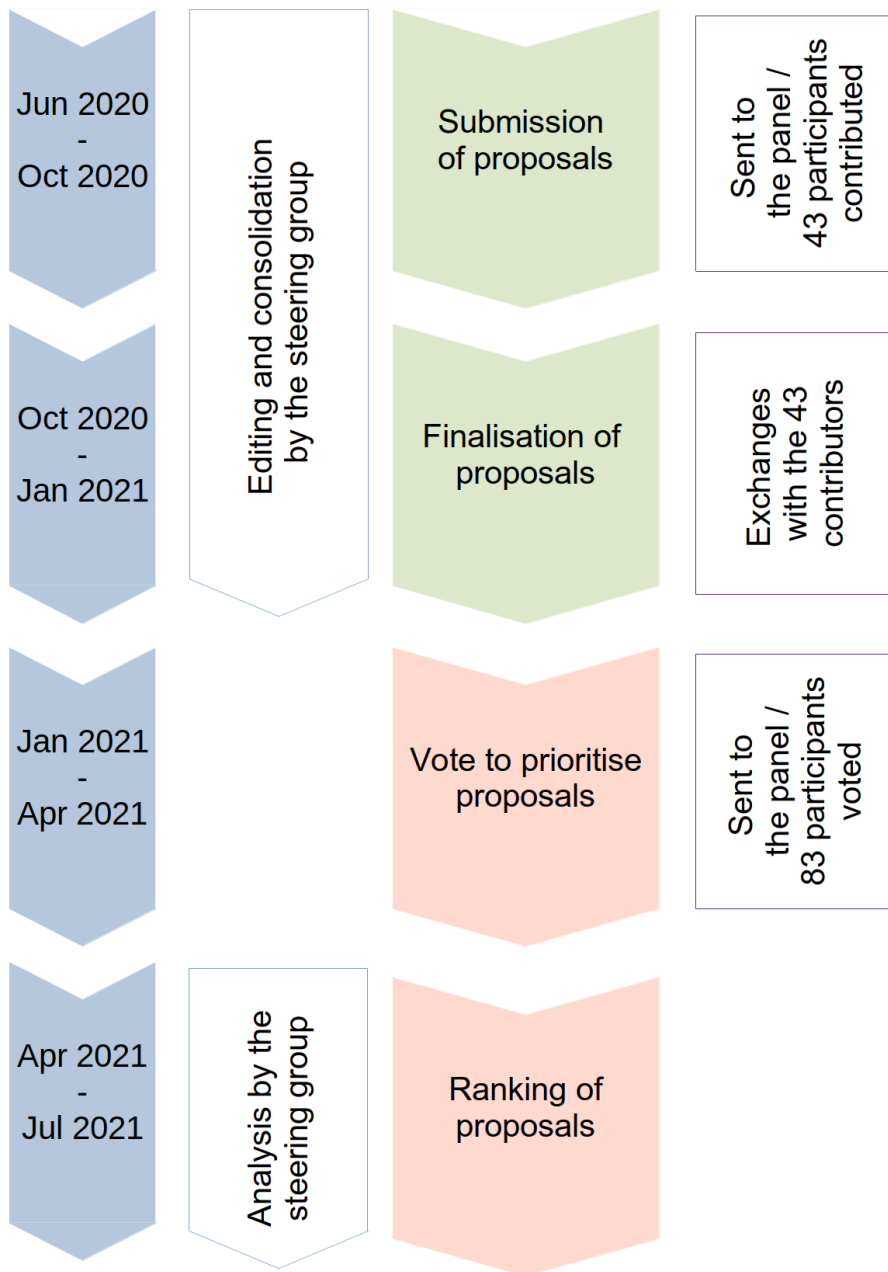 Jun 2020
-
Oct 2020
Editing and consolidation
by the steering group
Submission
of proposals
Sent to
the panel /
43 participants
contributed
Oct 2020
-
Jan 2021
Finalisation of
proposals
Exchanges
with the 43
contributors
Jan 2021
-
Apr 2021
Vote to prioritise
proposals
Sent to
the panel /
83 participants
voted
Apr 2021
-
Jul 2021
Analysis by the
steering group
Ranking of
proposals